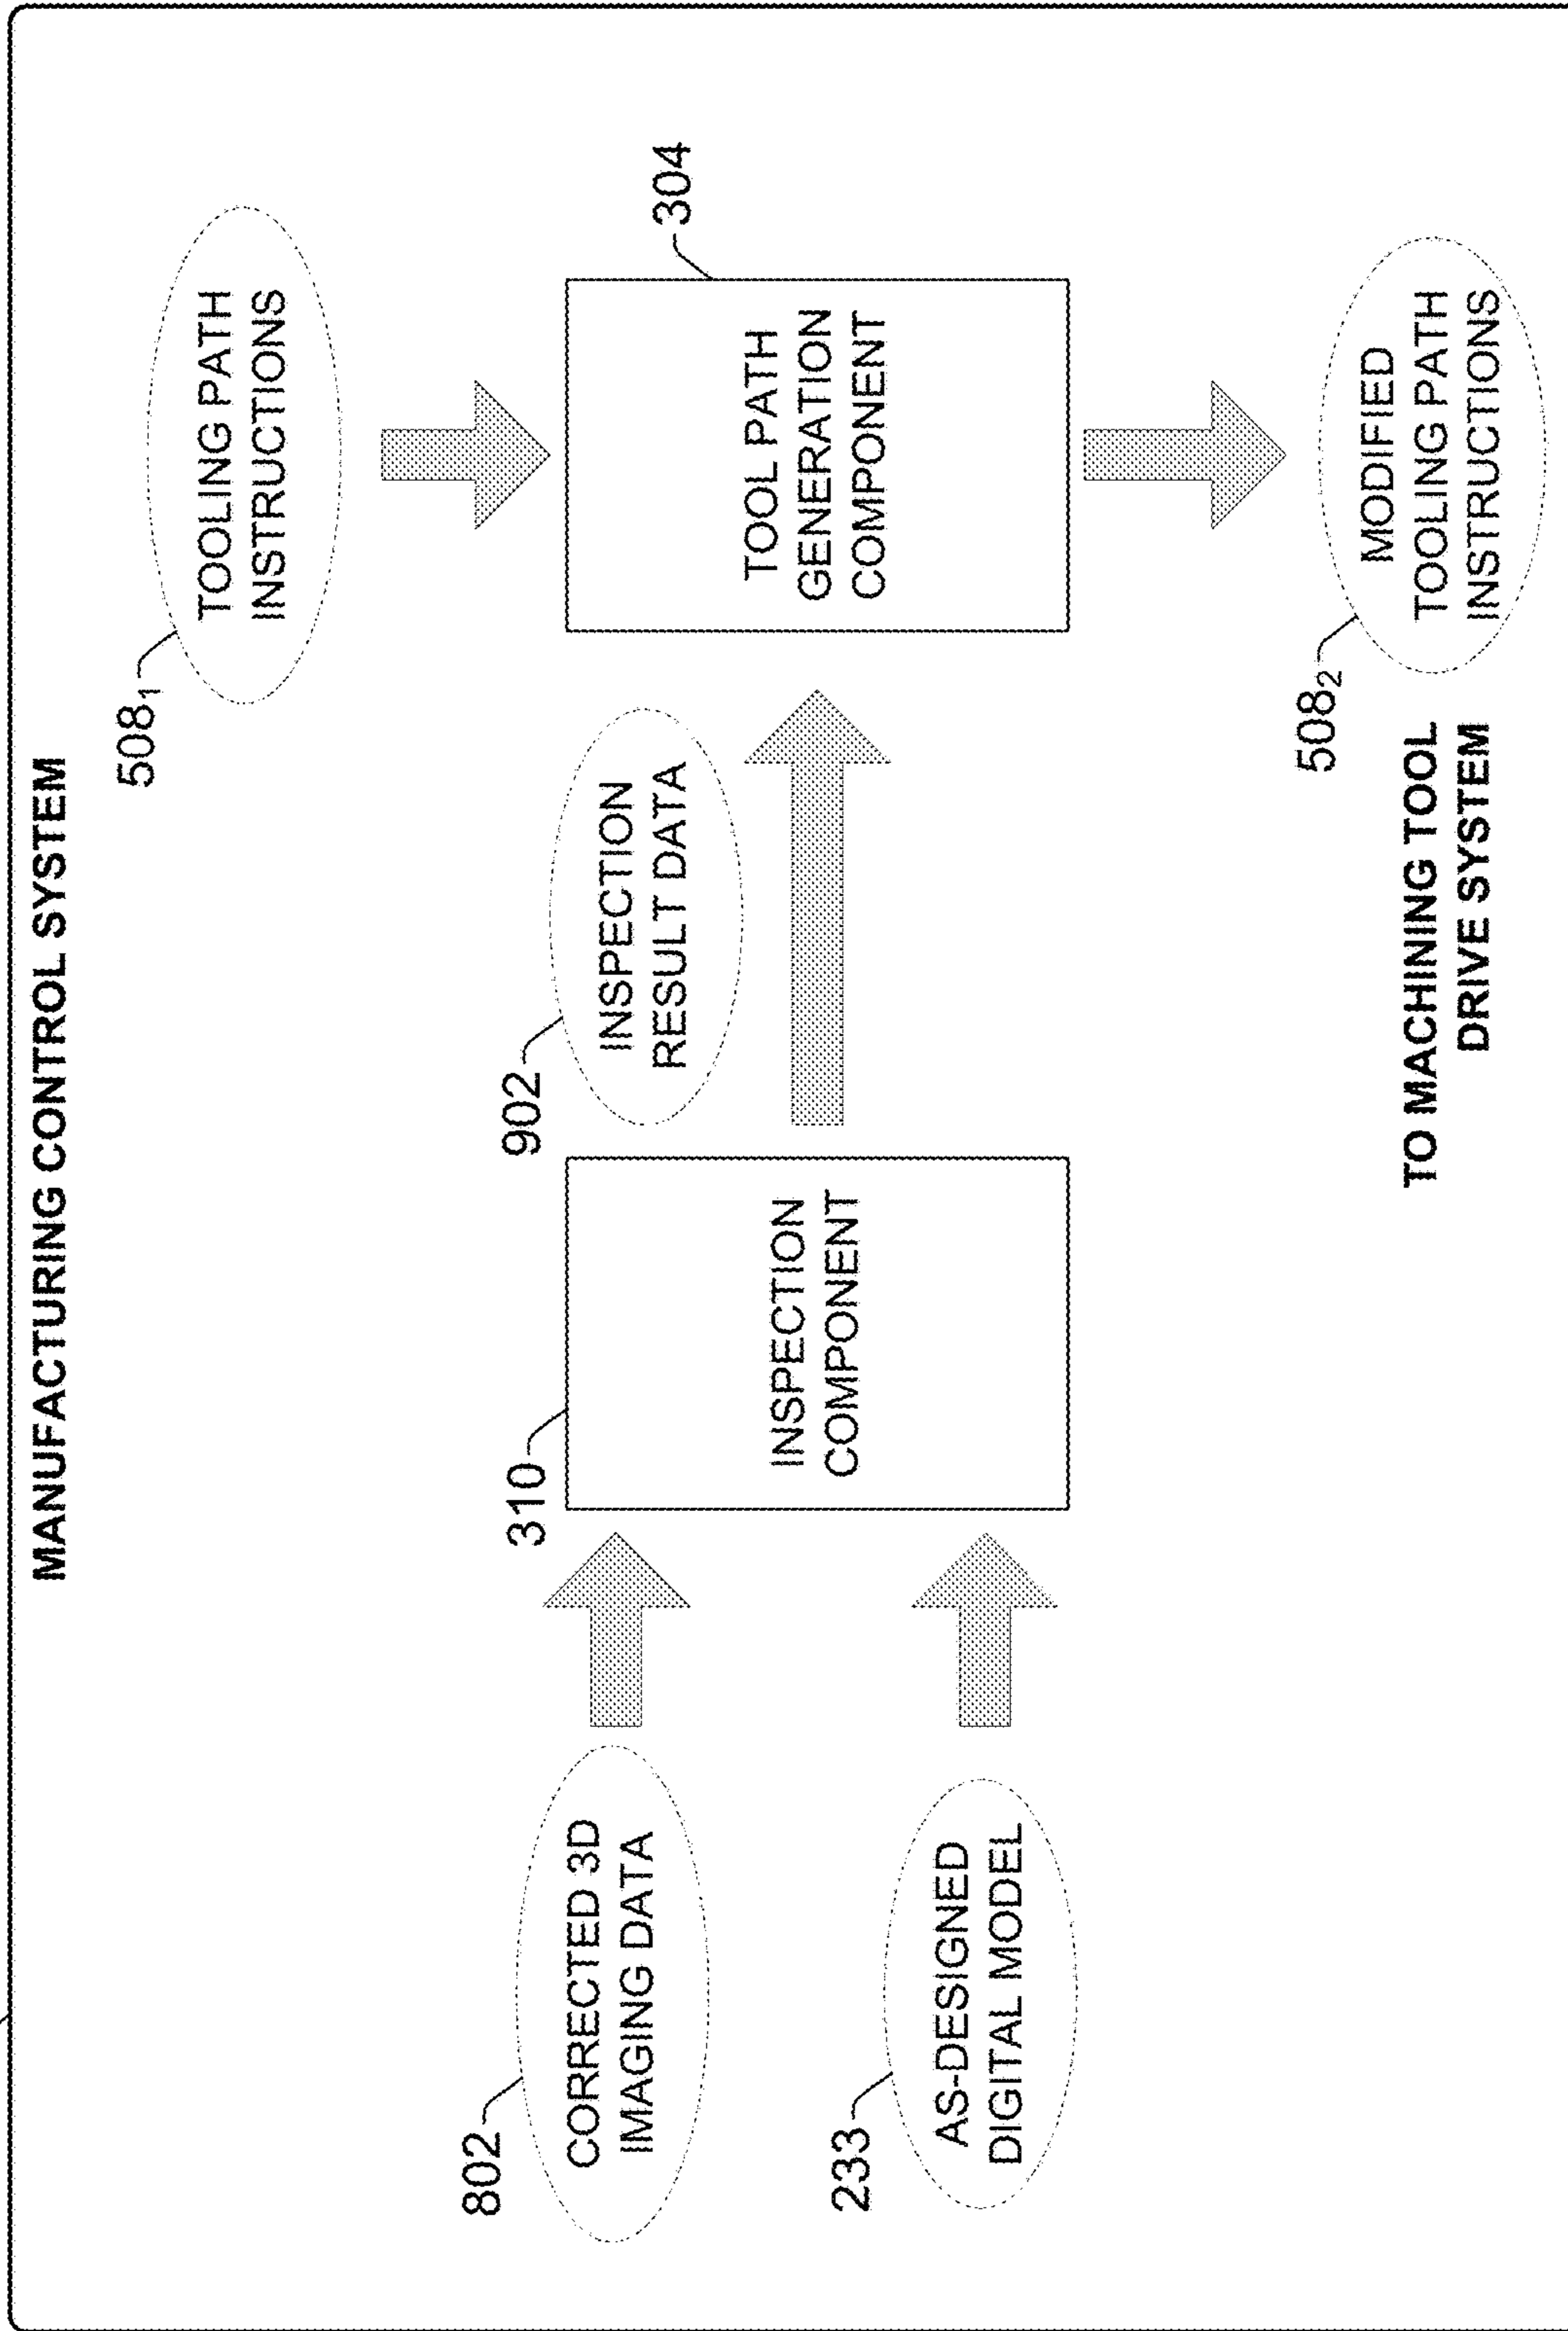 MANUFACTURING CONTROL SYSTEM
508₁
TOOLING PATH
INSTRUCTIONS
902
INSPECTION
RESULT DATA
304
TOOL PATH
GENERATION
COMPONENT
310
INSPECTION
COMPONENT
802
CORRECTED 3D
IMAGING DATA
233
AS-DESIGNED
DIGITAL MODEL
508₂
MODIFIED
TOOLING PATH
INSTRUCTIONS
TO MACHINING TOOL
DRIVE SYSTEM